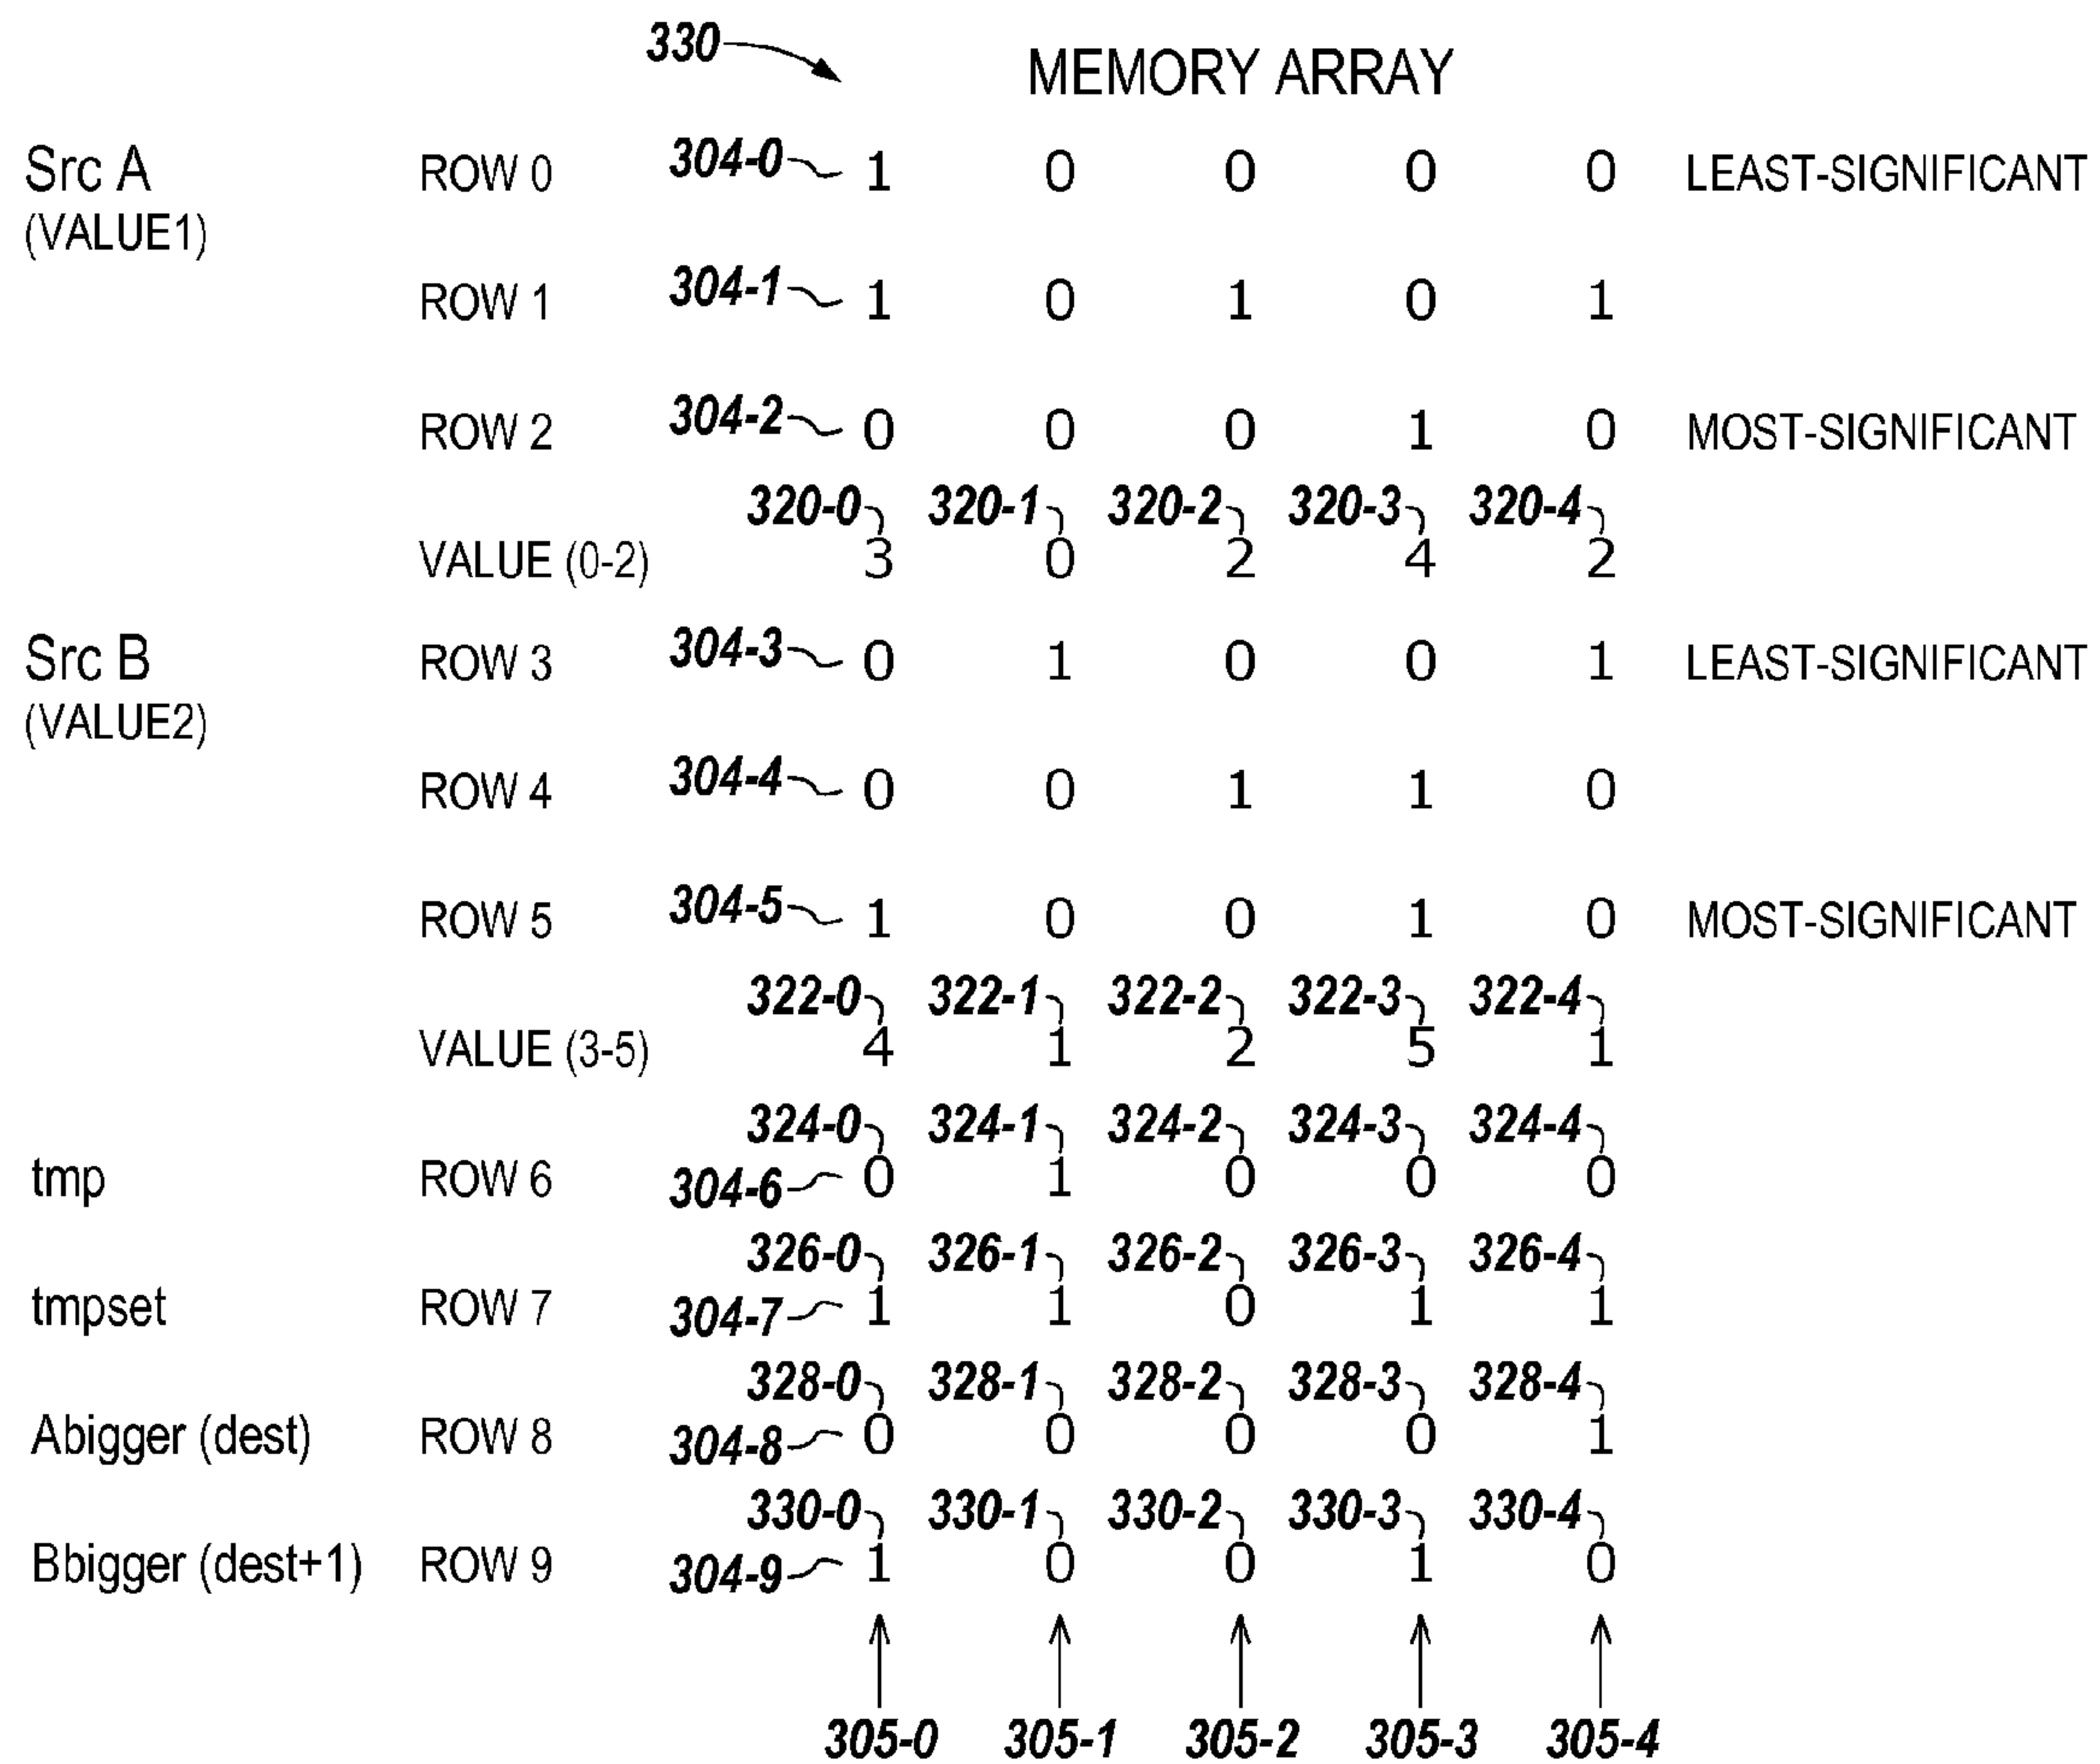 330 MEMORY ARRAY
Src A ROW 0 304-0 1 0 0 0 0 LEAST-SIGNIFICANT
(VALUE1)
ROW 1 304-1 1 0 1 0 1
ROW 2 304-2 0 0 0 1 0 MOST-SIGNIFICANT
320-0 320-1 320-2 320-3 320-4
VALUE (0-2) 3 0 2 4 2
Src B ROW 3 304-3 0 1 0 0 1 LEAST-SIGNIFICANT
(VALUE2)
ROW 4 304-4 0 0 1 1 0
ROW 5 304-5 1 0 0 1 0 MOST-SIGNIFICANT
322-0 322-1 322-2 322-3 322-4
VALUE (3-5) 4 1 2 5 1
324-0 324-1 324-2 324-3 324-4
tmp ROW 6 304-6 0 1 0 0 0
326-0 326-1 326-2 326-3 326-4
tmpset ROW 7 304-7 1 1 0 1 1
328-0 328-1 328-2 328-3 328-4
Abigger (dest) ROW 8 304-8 0 0 0 0 1
330-0 330-1 330-2 330-3 330-4
Bbigger (dest+1) ROW 9 304-9 1 0 0 1 0
305-0 305-1 305-2 305-3 305-4